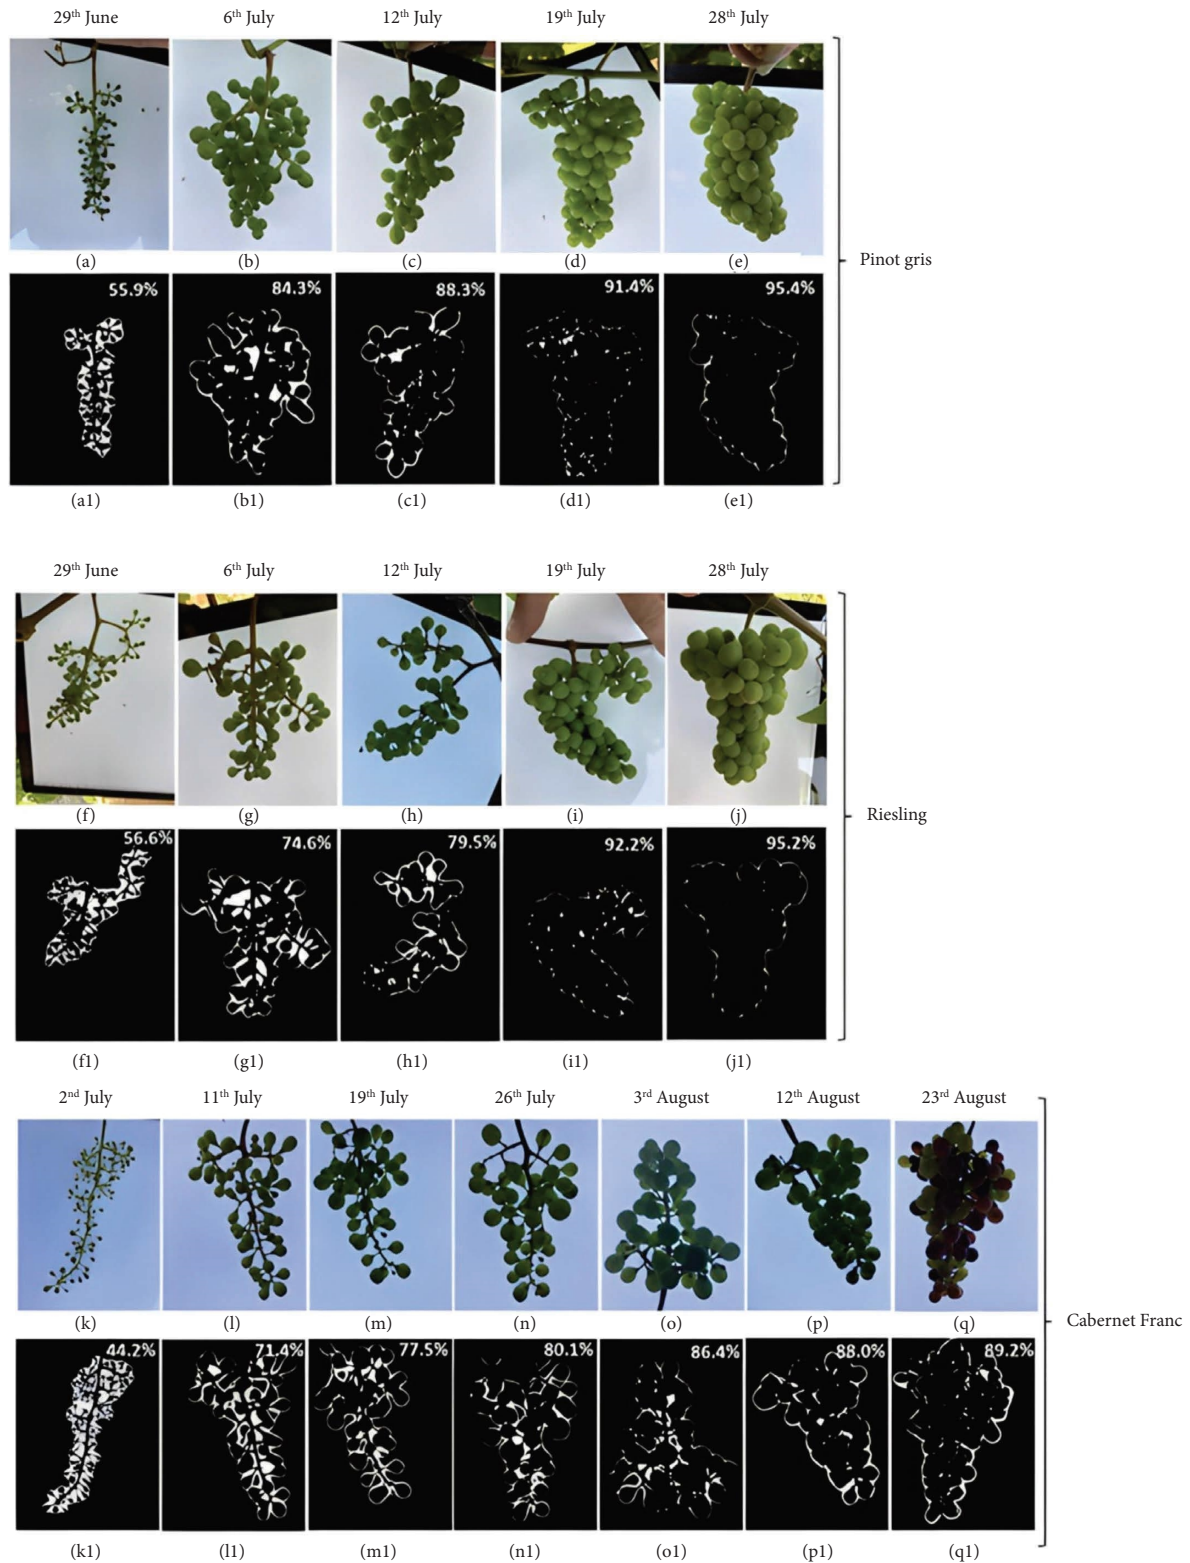 29th June 6th July 12th July 19th July 28th July
(a) (b) (c) (d) (e)
Pinot gris
55.9% 84.3% 88.3% 91.4% 95.4%
(a1) (b1) (c1) (d1) (e1)
29th June 6th July 12th July 19th July 28th July
(f) (g) (h) (i) (j)
Riesling
56.6% 74.6% 79.5% 92.2% 95.2%
(f1) (g1) (h1) (i1) (j1)
2nd July 11th July 19th July 26th July 3rd August 12th August 23rd August
(k) (l) (m) (n) (o) (p) (q)
Cabernet Franc
44.2% 71.4% 77.5% 80.1% 86.4% 88.0% 89.2%
(k1) (l1) (m1) (n1) (o1) (p1) (q1)